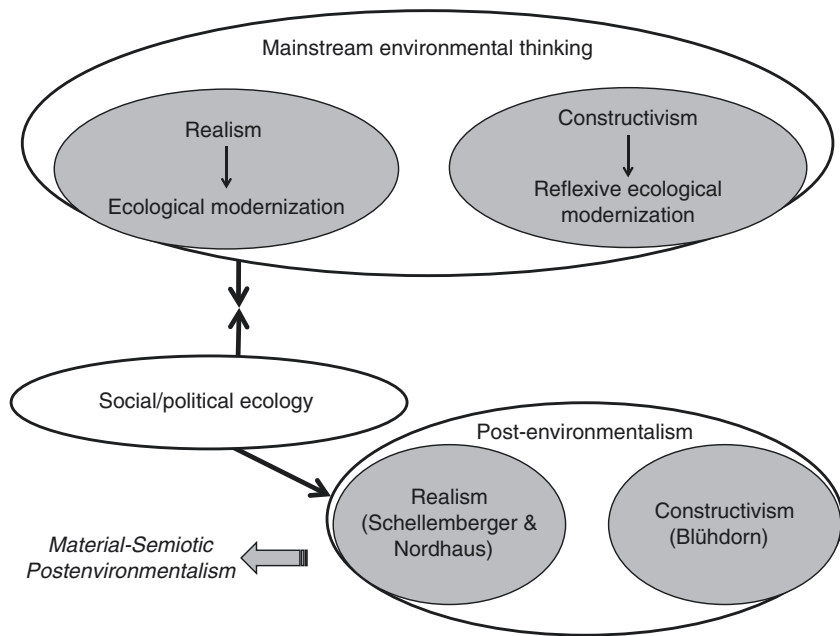 Mainstream environmental thinking
Realism
Ecological modernization
Constructivism
Reflexive ecological
modernization
Social/political ecology
Post-environmentalism
Realism
(Schellemberger &
Nordhaus)
Constructivism
(Blühdorn)
Material-Semiotic
Postenvironmentalism